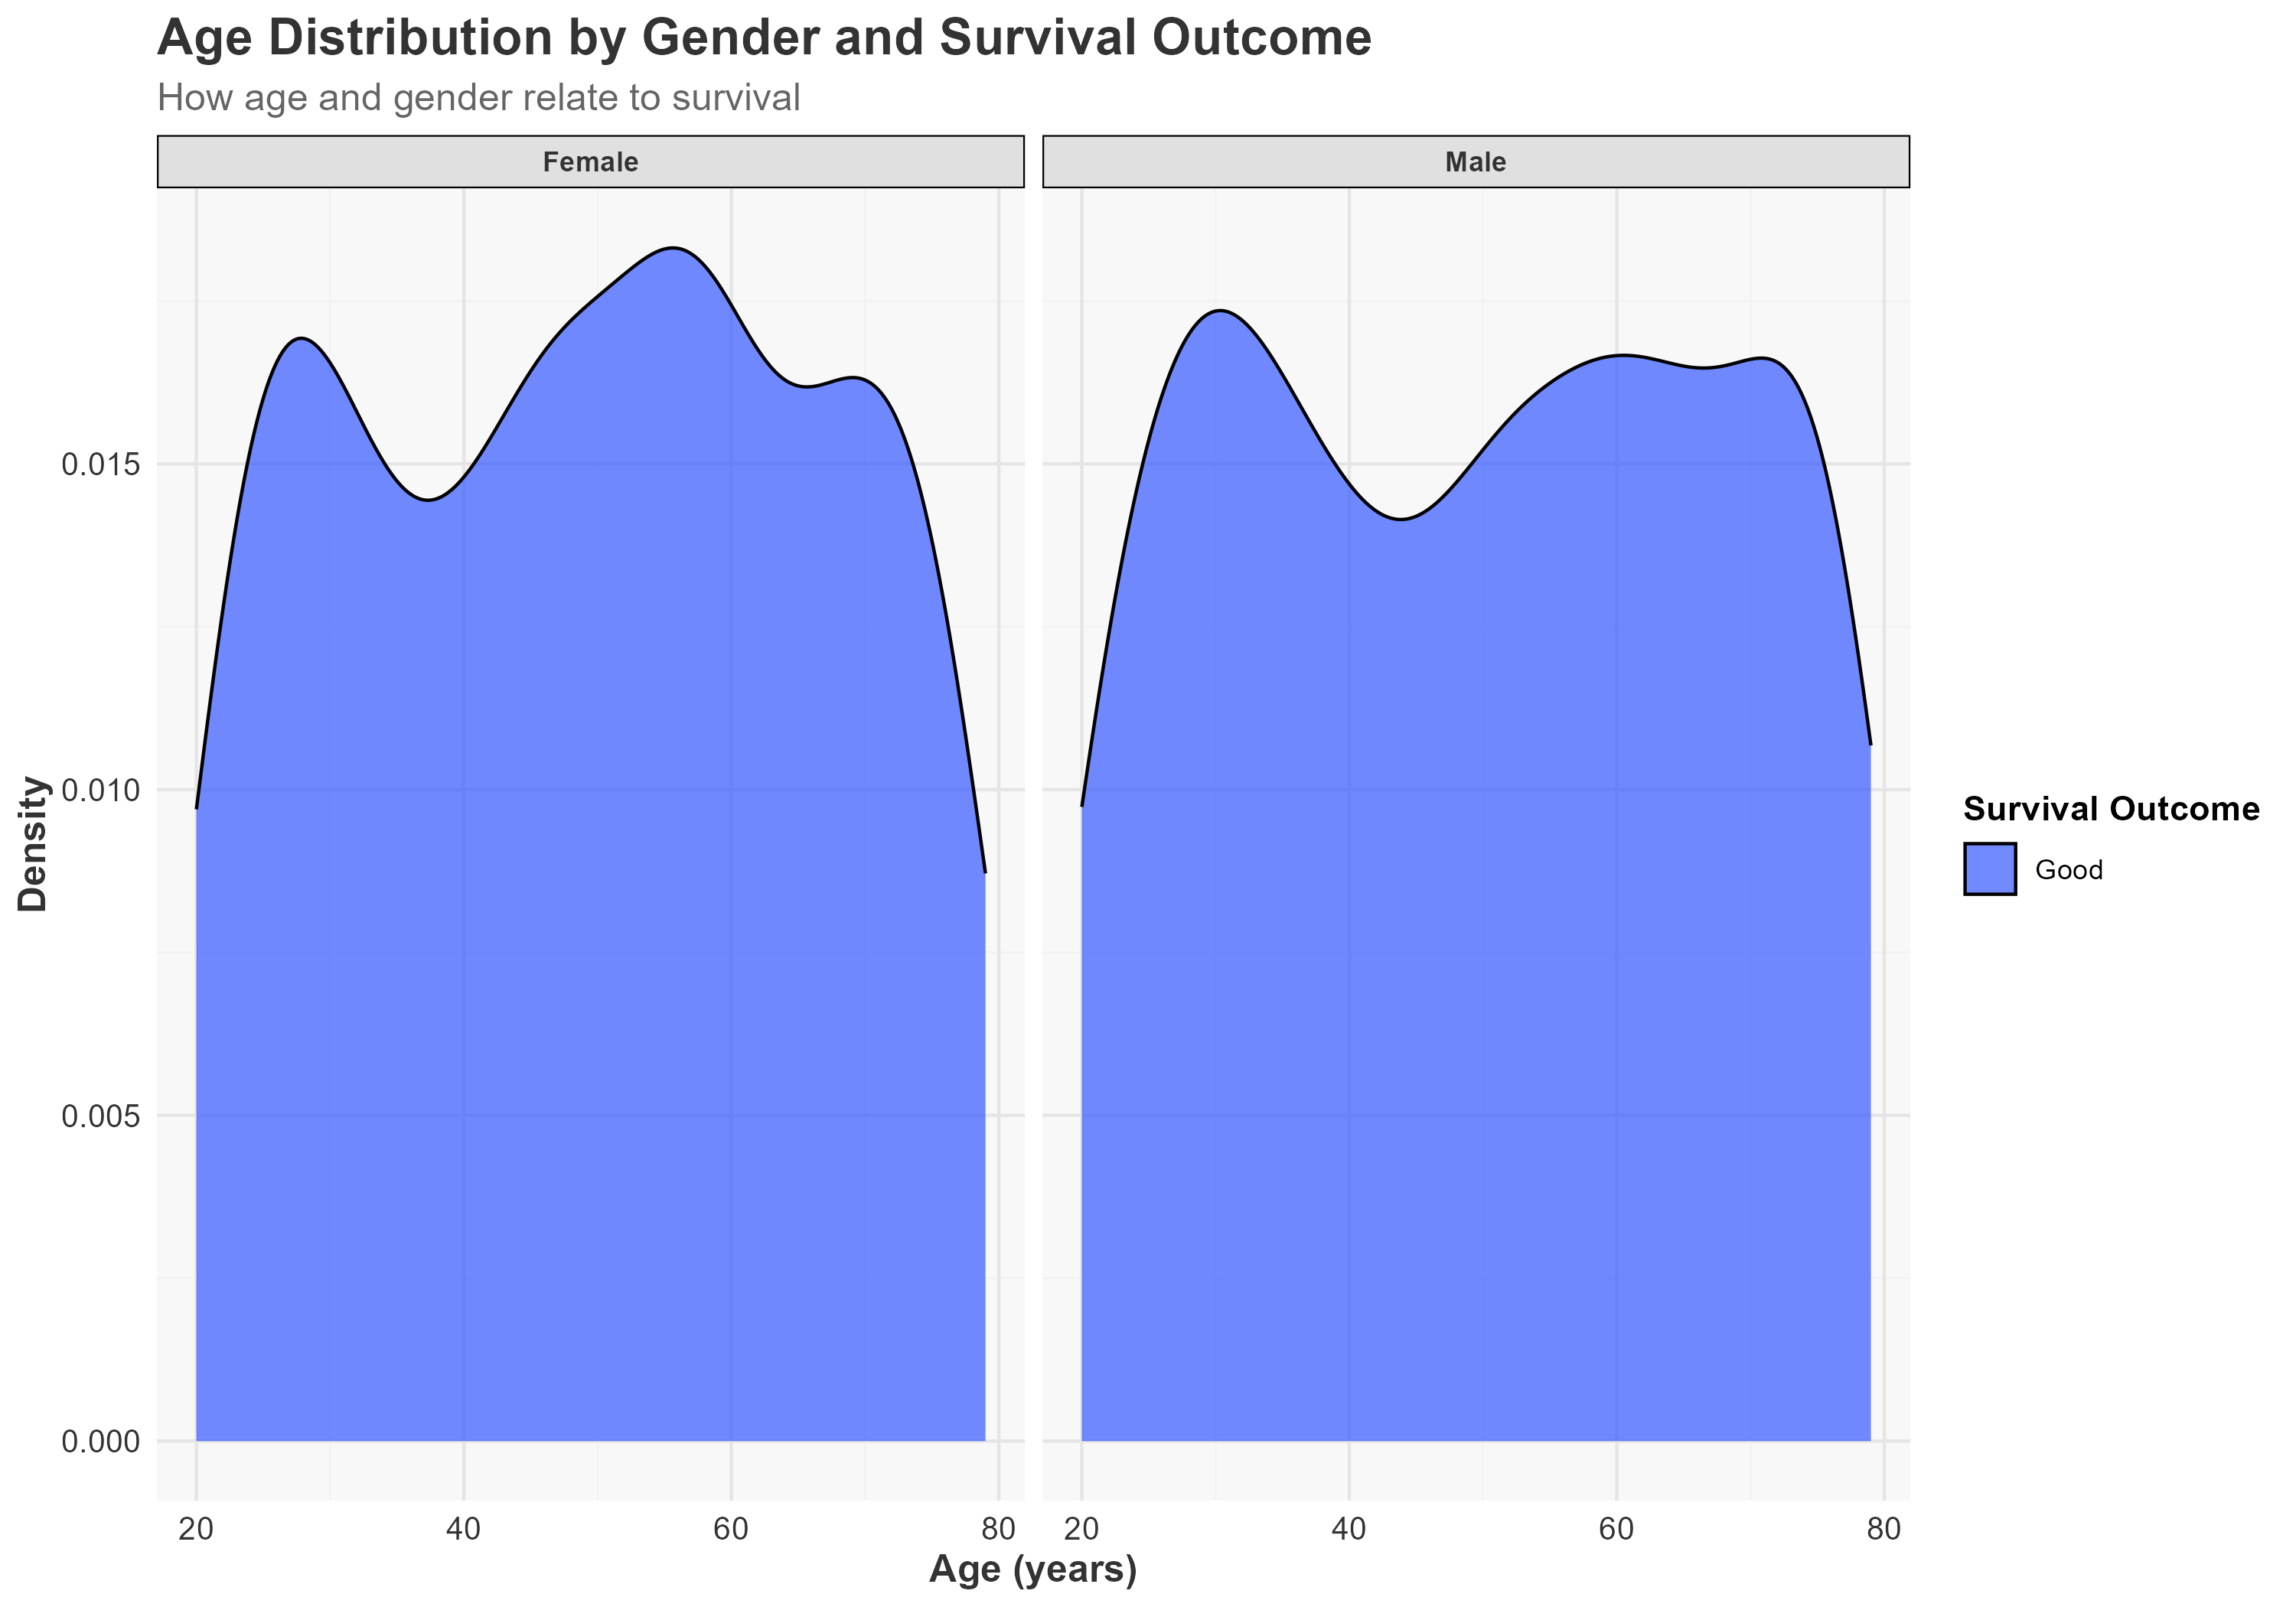 Age Distribution by Gender and Survival Outcome
How age and gender relate to survival
Female
Male
0.015
0.010
0.005
0.000
Density
20 40 60 80
20 40 60 80
Age (years)
Survival Outcome
Good